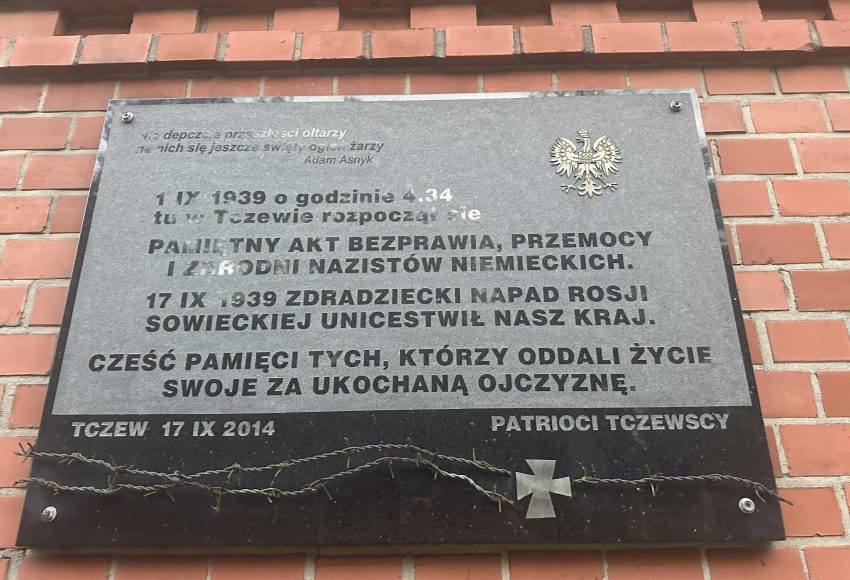 Nie depczcie przeszłości ołtarzy
na nich się jeszcze święty ogień żarzy
Adam Asnyk
1 IX 1939 o godzinie 4.34
tu w Tczewie rozpoczął się
PAMIĘTNY AKT BEZPRAWIA, PRZEMOCY
I ZBRODNI NAZISTÓW NIEMIECKICH.
17 IX 1939 ZDRADZIECKI NAPAD ROSJI
SOWIECKIEJ UNICESTWIŁ NASZ KRAJ.
CZEŚĆ PAMIĘCI TYCH, KTÓRZY ODDALI ŻYCIE
SWOJE ZA UKOCHANĄ OJCZYZNĘ.
TCZEW 17 IX 2014 PATRIOCI TCZEWSCY